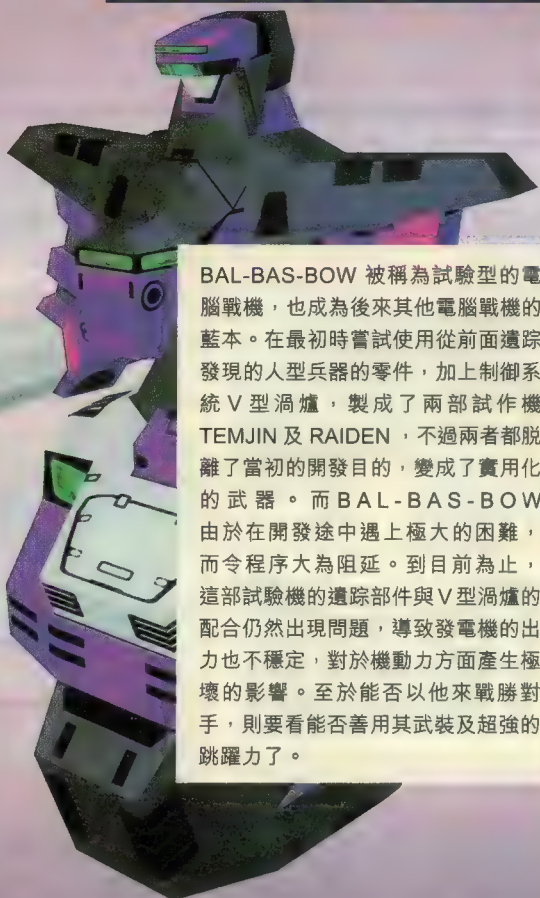 BAL-BAS-BOW 被稱為試驗型的電
腦戰機，也成為後來其他電腦戰機的
藍本。在最初時嘗試使用從前面遺踪
發現的人型兵器的零件，加上制御系
統 V 型渦爐，製成了兩部試作機
TEMJIN 及 RAIDEN ，不過兩者都脱
離了當初的開發目的，變成了實用化
的武器。而BAL-BAS-BOW
由於在開發途中遇上極大的困難，
而令程序大為阻延。到目前為止，
這部試驗機的遺踪部件與V型渦爐的
配合仍然出現問題，導致發電機的出
力也不穩定，對於機動力方面產生極
壞的影響。至於能否以他來戰勝對
手，則要看能否善用其武裝及超強的
跳躍力了。